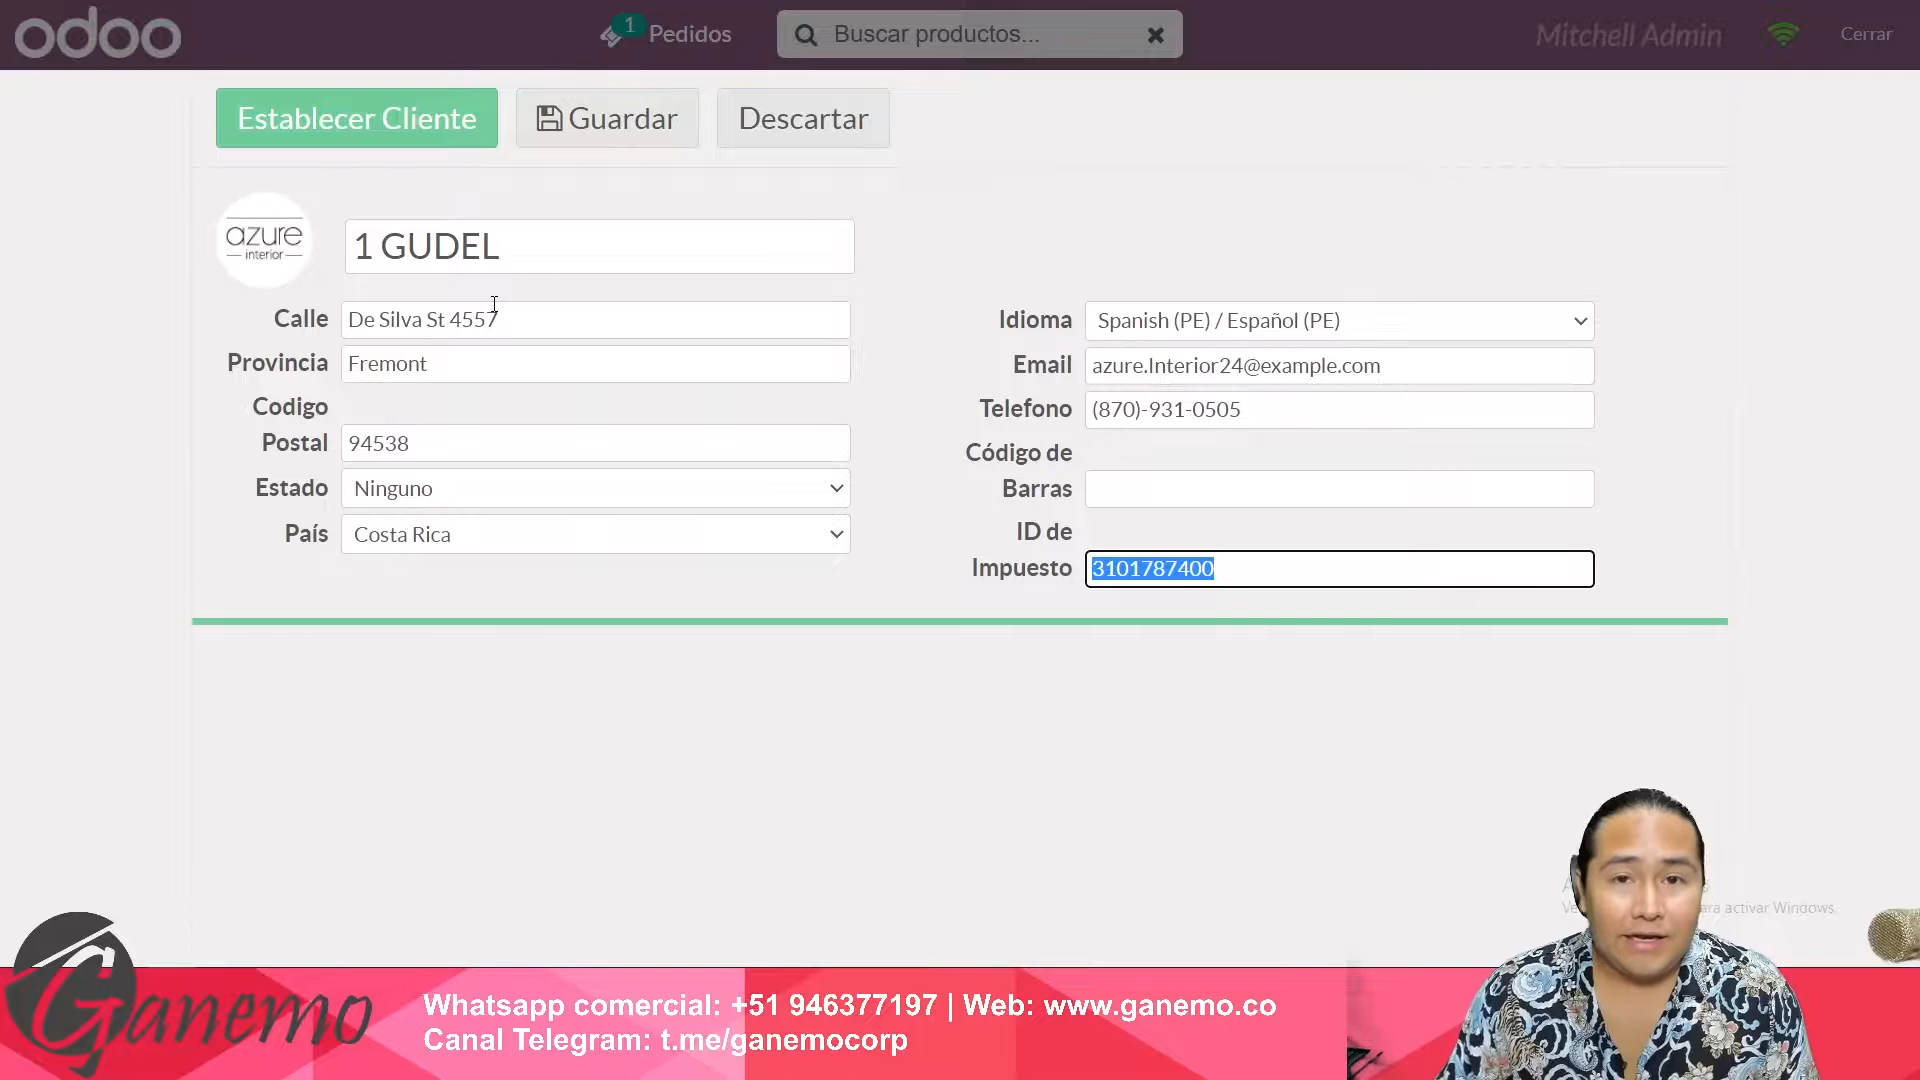 odoo
1 Pedidos
Buscar productos...
Mitchell Admin
Cerrar
Establecer Cliente
Guardar
Descartar
azure
interior
1 GUDEL
Calle De Silva St 4557
Provincia Fremont
Codigo
Postal 94538
Estado Ninguno
País Costa Rica
Idioma Spanish (PE) / Español (PE)
Email azure.Interior24@example.com
Telefono (870)-931-0505
Código de
Barras
ID de
Impuesto 3101787400
ara activar Windows.
Ganemo
Whatsapp comercial: +51 946377197 | Web: www.ganemo.co
Canal Telegram: t.me/ganemocorp